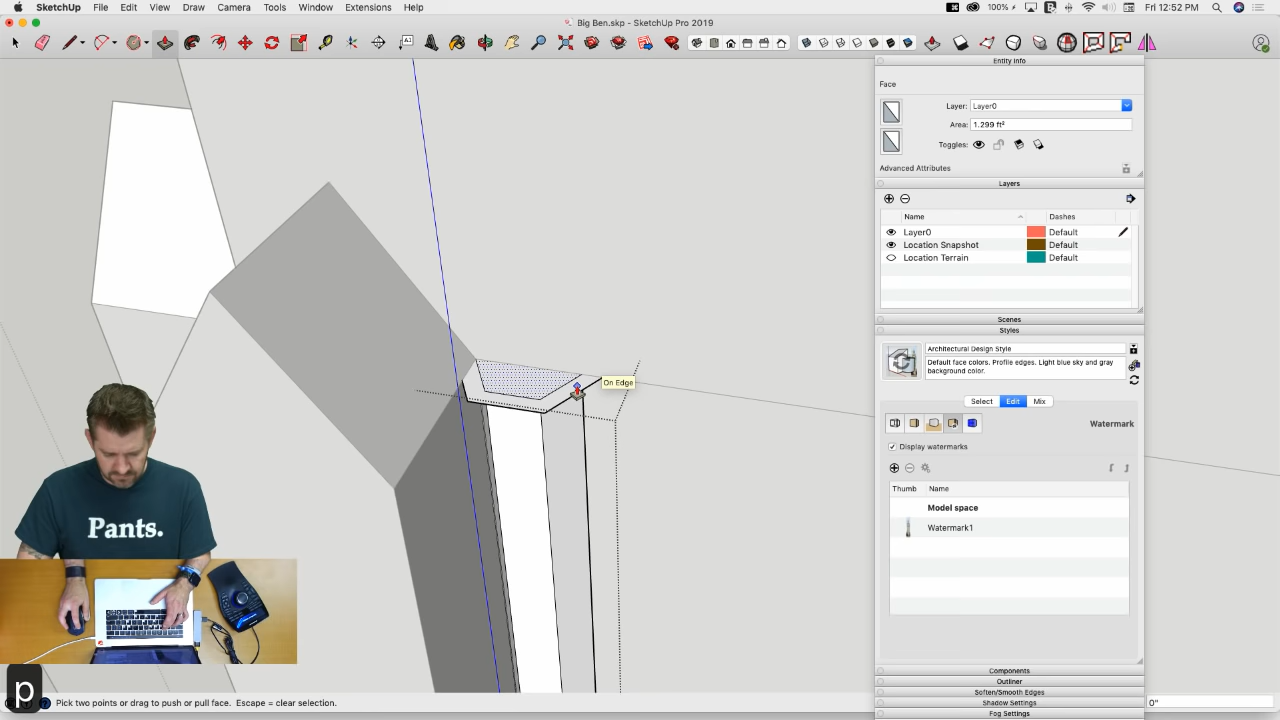 SketchUp File Edit View Draw Camera Tools Window Extensions Help 100% Fri 12:52 PM
Big Ben.skp - SketchUp Pro 2019
Entity Info
Face
Layer: Layer0
Area: 1.299 ft²
Toggles:
Advanced Attributes
Layers
Name Dashes
Layer0 Default
Location Snapshot Default
Location Terrain Default
Scenes
Styles
Architectural Design Style
Default face colors. Profile edges. Light blue sky and gray
background color.
Select Edit Mix
Watermark
Display watermarks
Thumb Name
Model space
Watermark1
Components
Outliner
Soften/Smooth Edges
Shadow Settings
Fog Settings
On Edge
Pants.
p
Pick two points or drag to push or pull face. Escape = clear selection.
0"